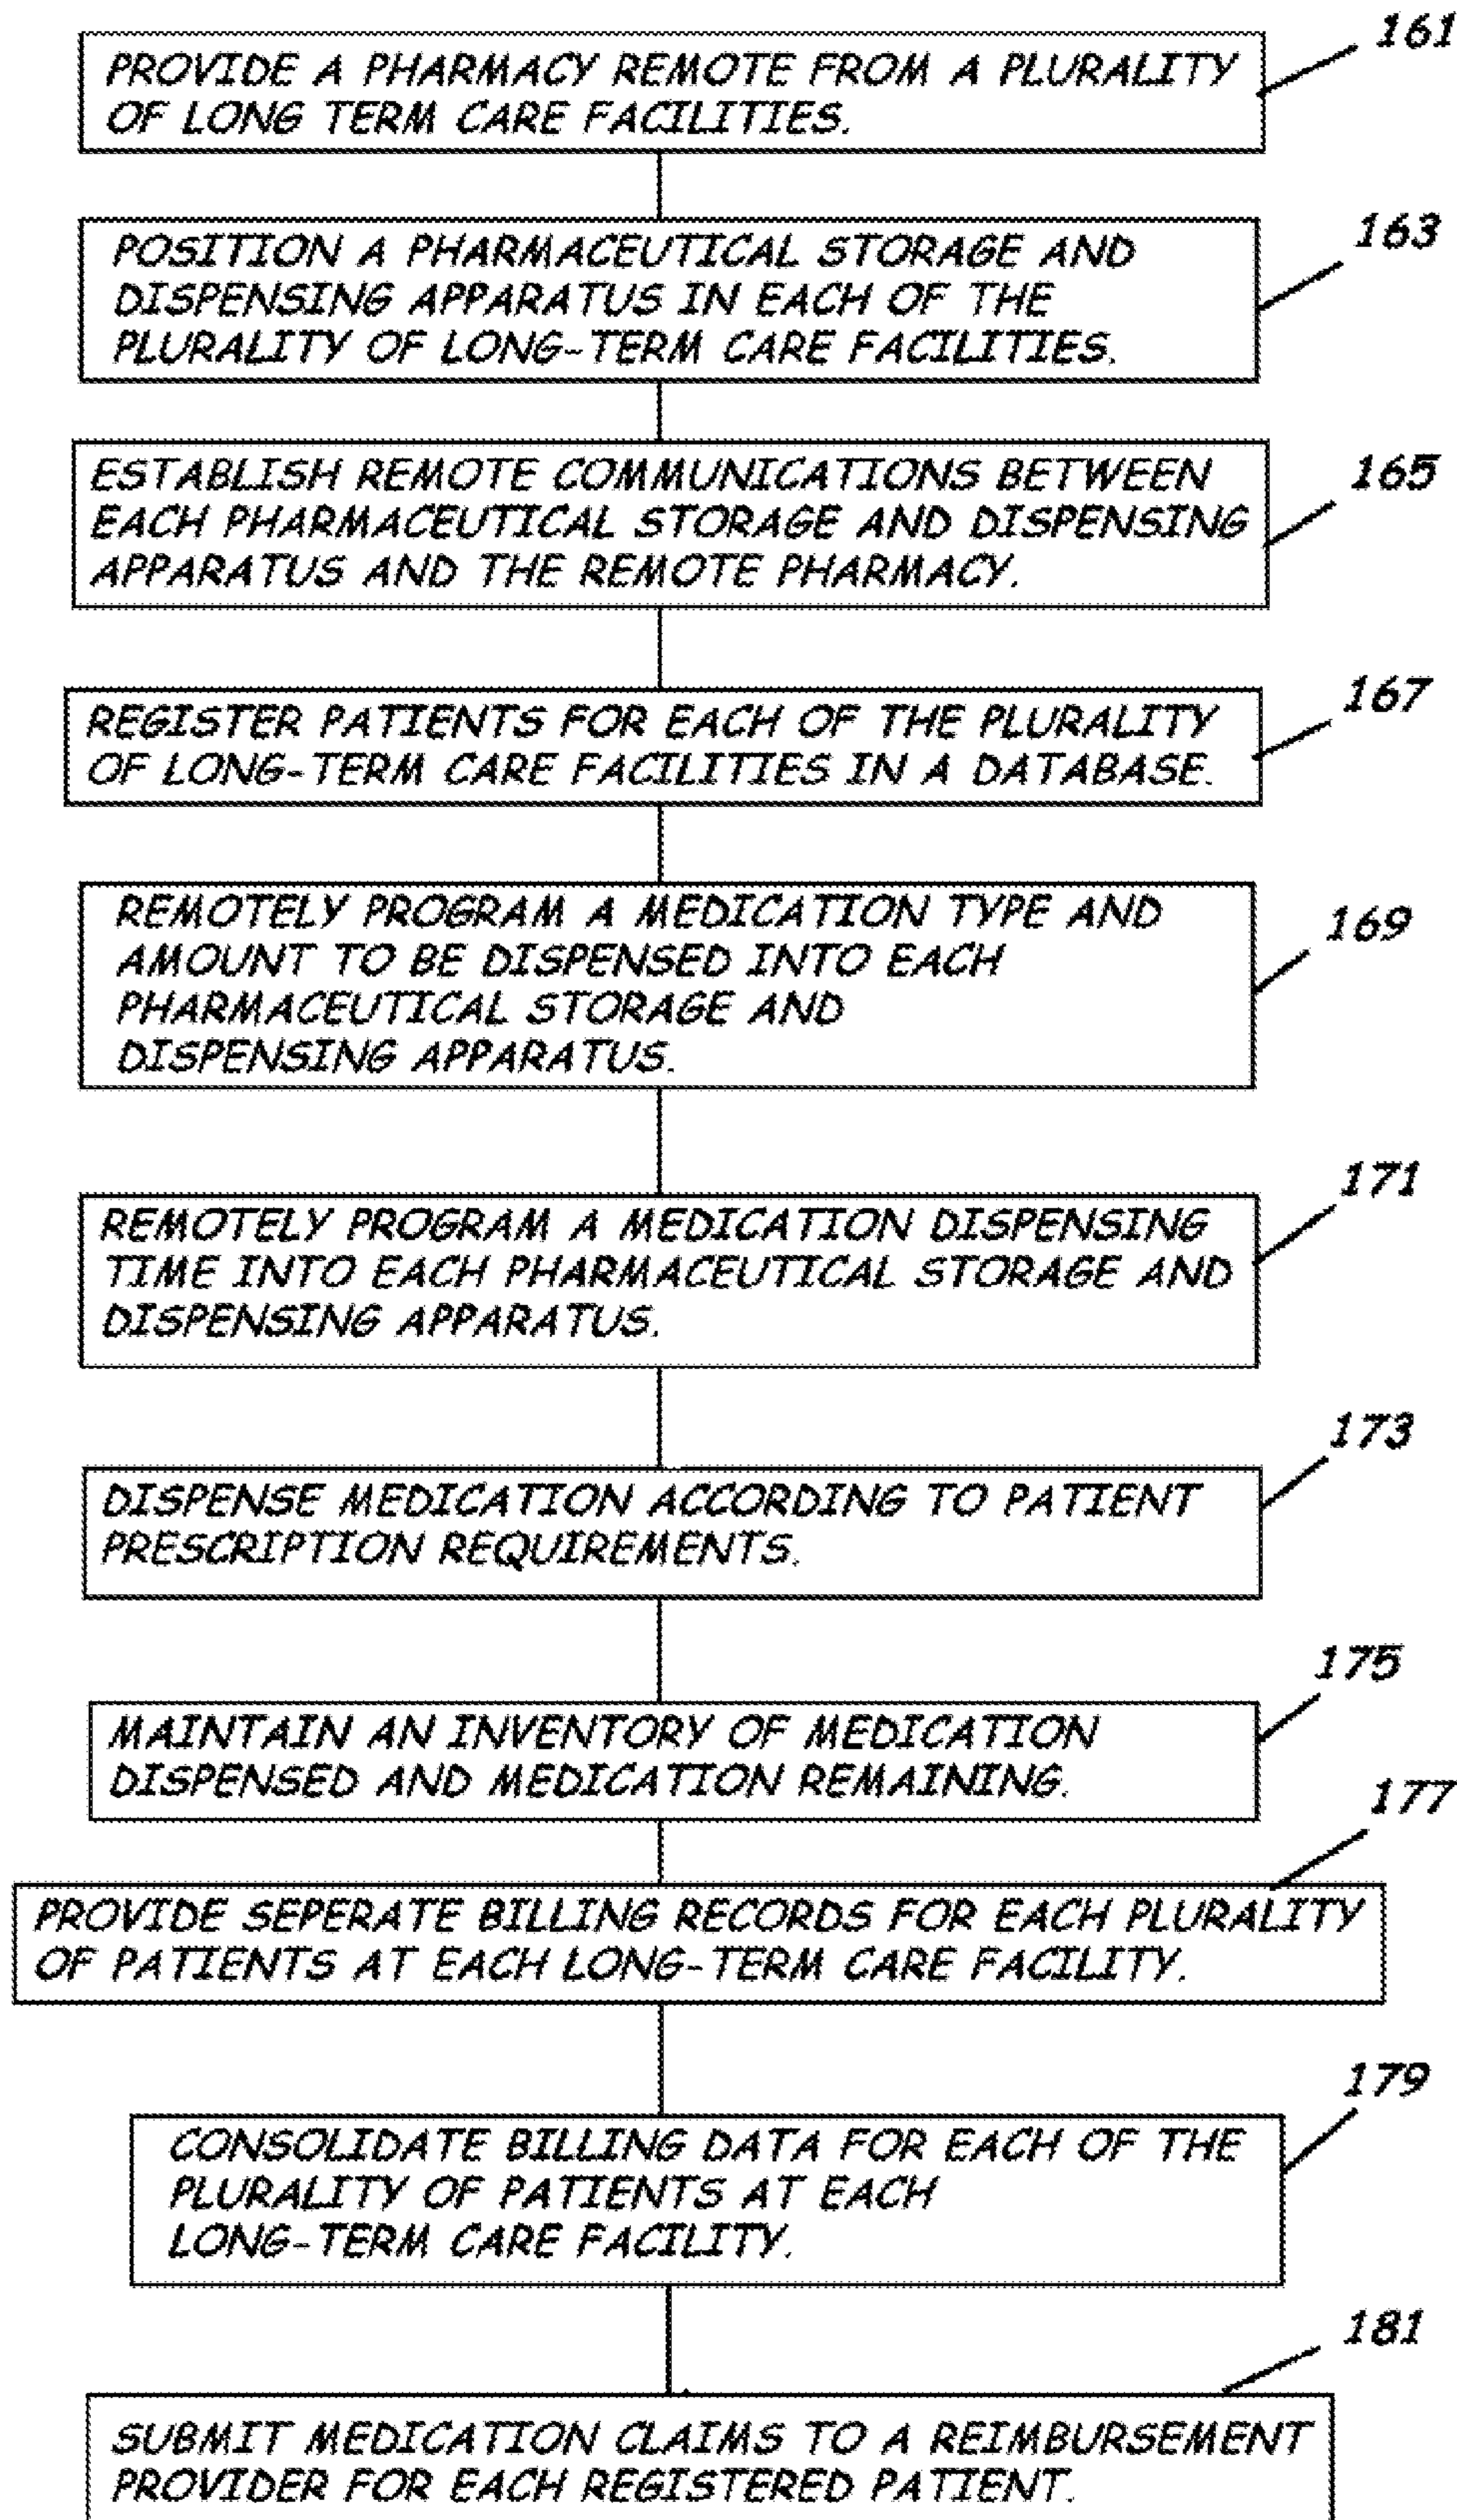 161
PROVIDE A PHARMACY REMOTE FROM A PLURALITY
OF LONG TERM CARE FACILITIES.
163
POSITION A PHARMACEUTICAL STORAGE AND
DISPENSING APPARATUS IN EACH OF THE
PLURALITY OF LONG-TERM CARE FACILITIES.
165
ESTABLISH REMOTE COMMUNICATIONS BETWEEN
EACH PHARMACEUTICAL STORAGE AND DISPENSING
APPARATUS AND THE REMOTE PHARMACY.
167
REGISTER PATIENTS FOR EACH OF THE PLURALITY
OF LONG-TERM CARE FACILITIES IN A DATABASE.
169
REMOTELY PROGRAM A MEDICATION TYPE AND
AMOUNT TO BE DISPENSED INTO EACH
PHARMACEUTICAL STORAGE AND
DISPENSING APPARATUS.
171
REMOTELY PROGRAM A MEDICATION DISPENSING
TIME INTO EACH PHARMACEUTICAL STORAGE AND
DISPENSING APPARATUS.
173
DISPENSE MEDICATION ACCORDING TO PATIENT
PRESCRIPTION REQUIREMENTS.
175
MAINTAIN AN INVENTORY OF MEDICATION
DISPENSED AND MEDICATION REMAINING.
177
PROVIDE SEPERATE BILLING RECORDS FOR EACH PLURALITY
OF PATIENTS AT EACH LONG-TERM CARE FACILITY.
179
CONSOLIDATE BILLING DATA FOR EACH OF THE
PLURALITY OF PATIENTS AT EACH
LONG-TERM CARE FACILITY.
181
SUBMIT MEDICATION CLAIMS TO A REIMBURSEMENT
PROVIDER FOR EACH REGISTERED PATIENT.